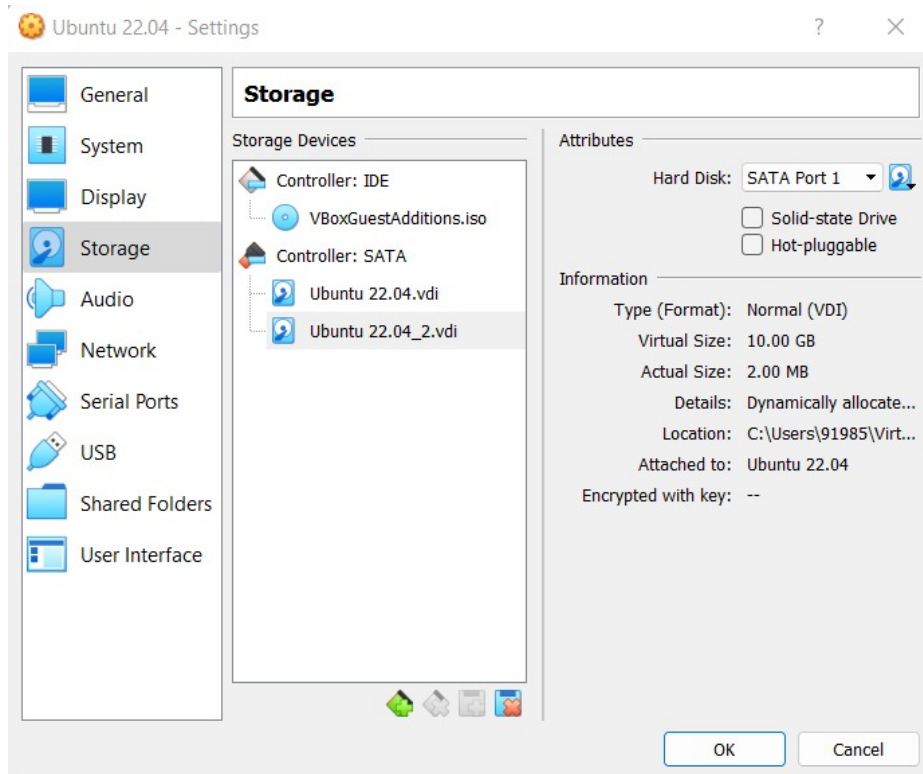 Ubuntu 22.04 - Settings
?
General
System
Display
Storage
Audio
Network
Serial Ports
USB
Shared Folders
User Interface
Storage
Storage Devices
Controller: IDE
VBoxGuestAdditions.iso
Controller: SATA
Ubuntu 22.04.vdi
Ubuntu 22.04_2.vdi
Attributes
Hard Disk: SATA Port 1
Solid-state Drive
Hot-pluggable
Information
Type (Format): Normal (VDI)
Virtual Size: 10.00 GB
Actual Size: 2.00 MB
Details: Dynamically allocate...
Location: C:\Users\91985\Virt...
Attached to: Ubuntu 22.04
Encrypted with key: --
OK
Cancel